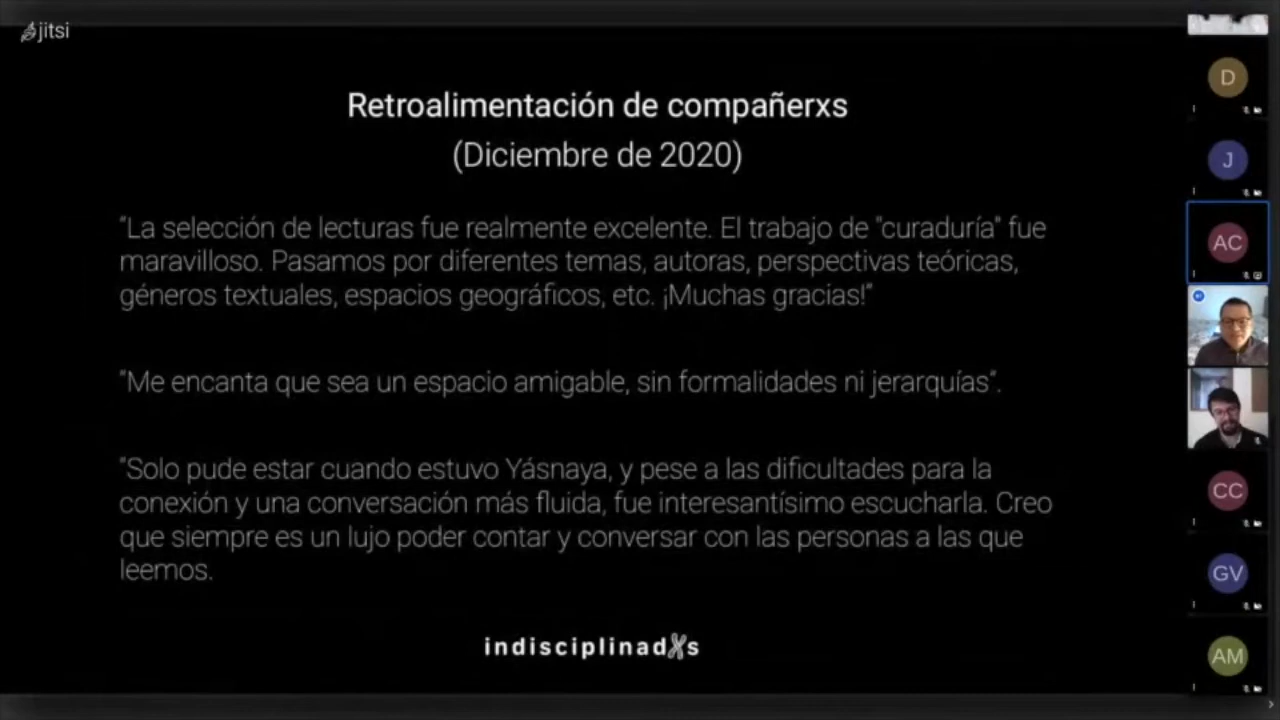 jitsi
Retroalimentación de compañerxs
(Diciembre de 2020)
“La selección de lecturas fue realmente excelente. El trabajo de "curaduría" fue
maravilloso. Pasamos por diferentes temas, autoras, perspectivas teóricas,
géneros textuales, espacios geográficos, etc. ¡Muchas gracias!”
“Me encanta que sea un espacio amigable, sin formalidades ni jerarquías”.
“Solo pude estar cuando estuvo Yásnaya, y pese a las dificultades para la
conexión y una conversación más fluida, fue interesantísimo escucharla. Creo
que siempre es un lujo poder contar y conversar con las personas a las que
leemos.
indisciplinadXs
D
J
AC
CC
GV
AM